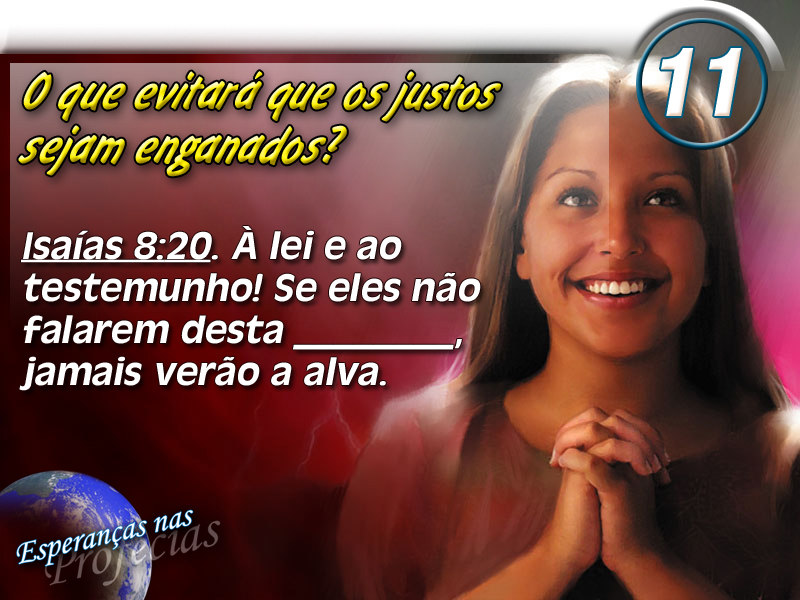 11
O que evitará que os justos
sejam enganados?
Isaías 8:20. À lei e ao
testemunho! Se eles não
falarem desta ________,
jamais verão a alva.
Esperanças nas
Profecias